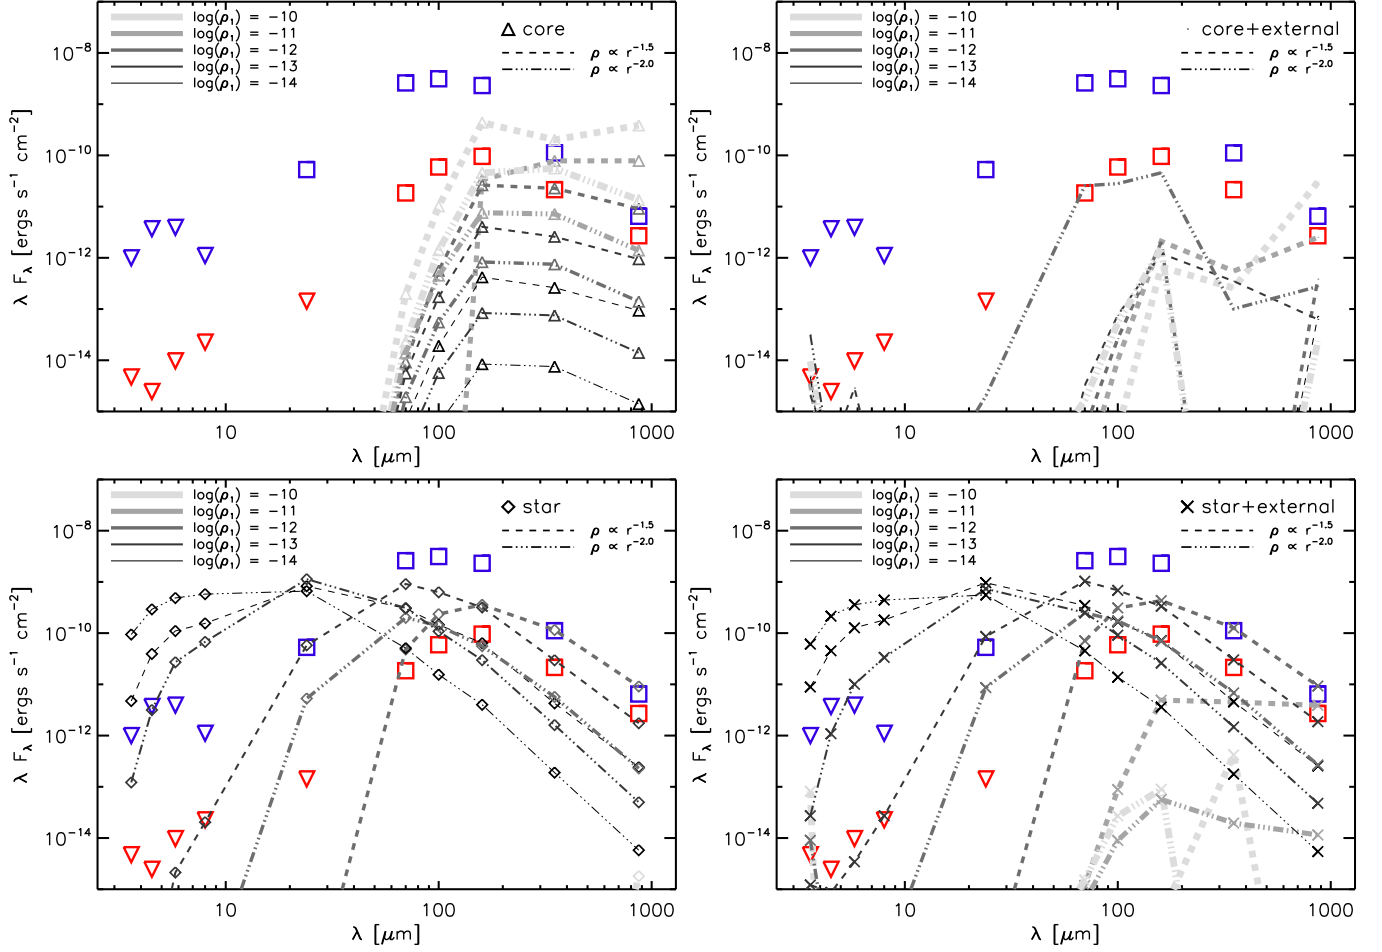 log(ρ₁) = −10
log(ρ₁) = −11
log(ρ₁) = −12
log(ρ₁) = −13
log(ρ₁) = −14
core
ρ ∝ r⁻¹·⁵
ρ ∝ r⁻²·⁰
10⁻⁸
10⁻¹⁰
10⁻¹²
10⁻¹⁴
λ F_λ [ergs s⁻¹ cm⁻²]
10
100
1000
λ [μm]
log(ρ₁) = −10
log(ρ₁) = −11
log(ρ₁) = −12
log(ρ₁) = −13
log(ρ₁) = −14
core+external
ρ ∝ r⁻¹·⁵
ρ ∝ r⁻²·⁰
10⁻⁸
10⁻¹⁰
10⁻¹²
10⁻¹⁴
λ F_λ [ergs s⁻¹ cm⁻²]
10
100
1000
λ [μm]
log(ρ₁) = −10
log(ρ₁) = −11
log(ρ₁) = −12
log(ρ₁) = −13
log(ρ₁) = −14
star
ρ ∝ r⁻¹·⁵
ρ ∝ r⁻²·⁰
10⁻⁸
10⁻¹⁰
10⁻¹²
10⁻¹⁴
λ F_λ [ergs s⁻¹ cm⁻²]
10
100
1000
λ [μm]
log(ρ₁) = −10
log(ρ₁) = −11
log(ρ₁) = −12
log(ρ₁) = −13
log(ρ₁) = −14
star+external
ρ ∝ r⁻¹·⁵
ρ ∝ r⁻²·⁰
10⁻⁸
10⁻¹⁰
10⁻¹²
10⁻¹⁴
λ F_λ [ergs s⁻¹ cm⁻²]
10
100
1000
λ [μm]